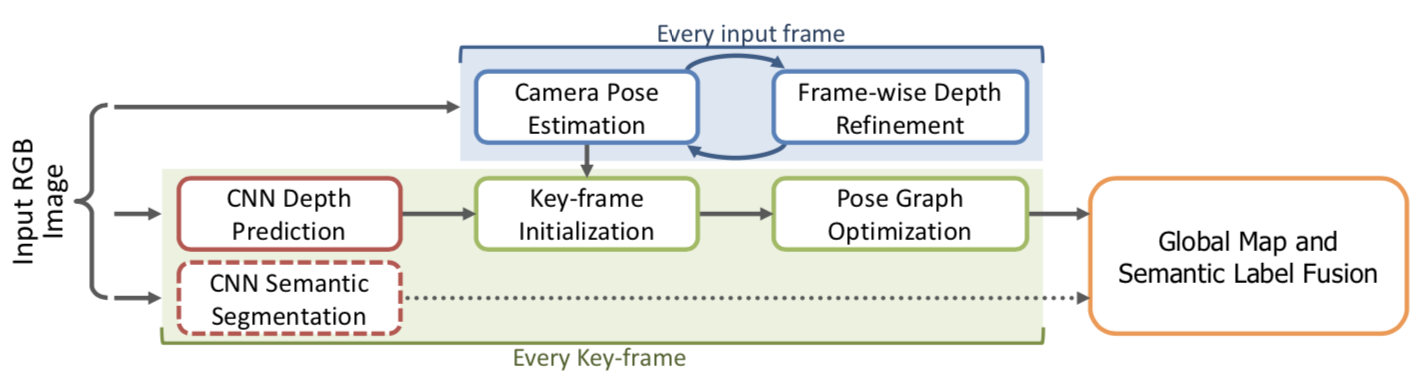 Every input frame
Input RGB
Image
Camera Pose
Estimation
Frame-wise Depth
Refinement
CNN Depth
Prediction
Key-frame
Initialization
Pose Graph
Optimization
CNN Semantic
Segmentation
Global Map and
Semantic Label Fusion
Every Key-frame